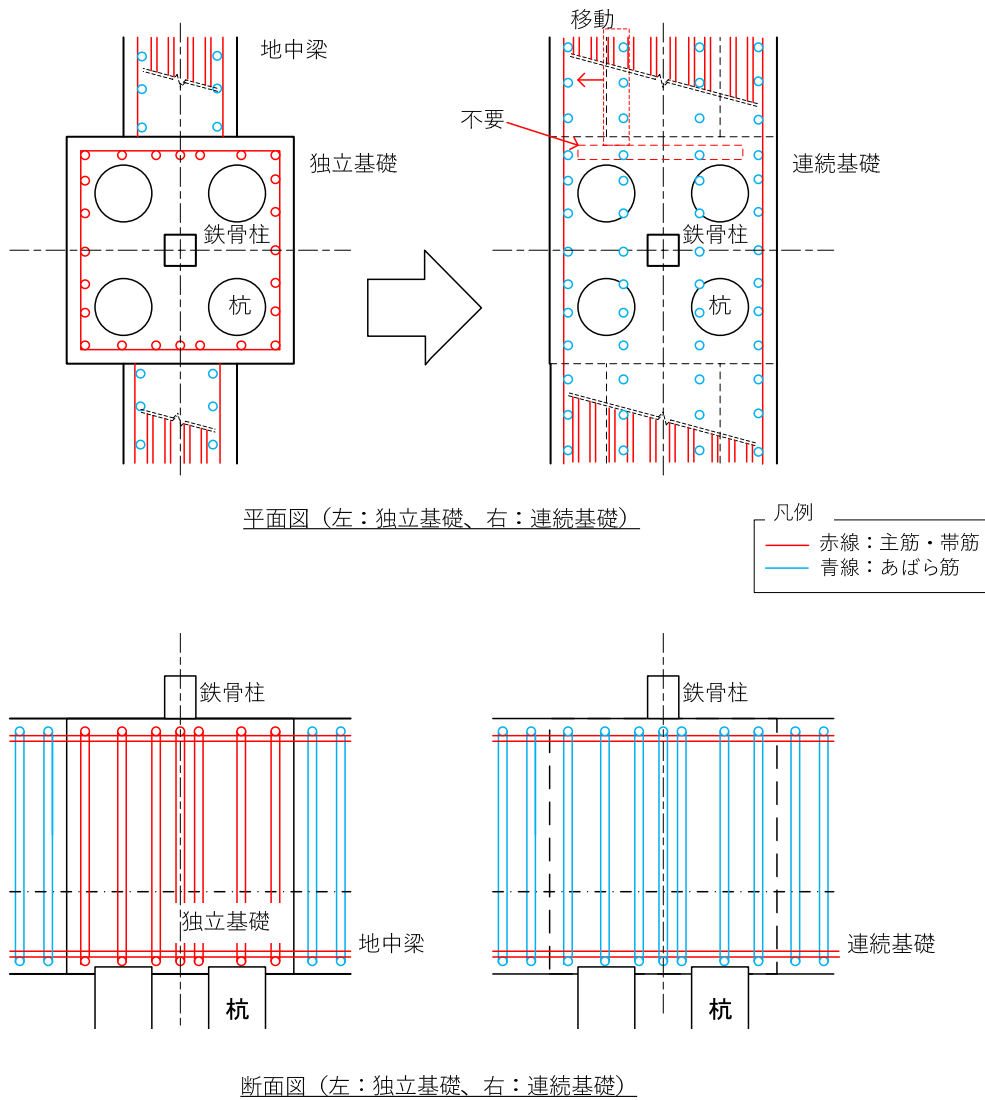 移動
地中梁
不要
独立基礎
連続基礎
鉄骨柱
鉄骨柱
杭
杭
平面図（左：独立基礎、右：連続基礎）
凡例
赤線：主筋・帯筋
青線：あばら筋
鉄骨柱
鉄骨柱
独立基礎
地中梁
連続基礎
杭
杭
断面図（左：独立基礎、右：連続基礎）